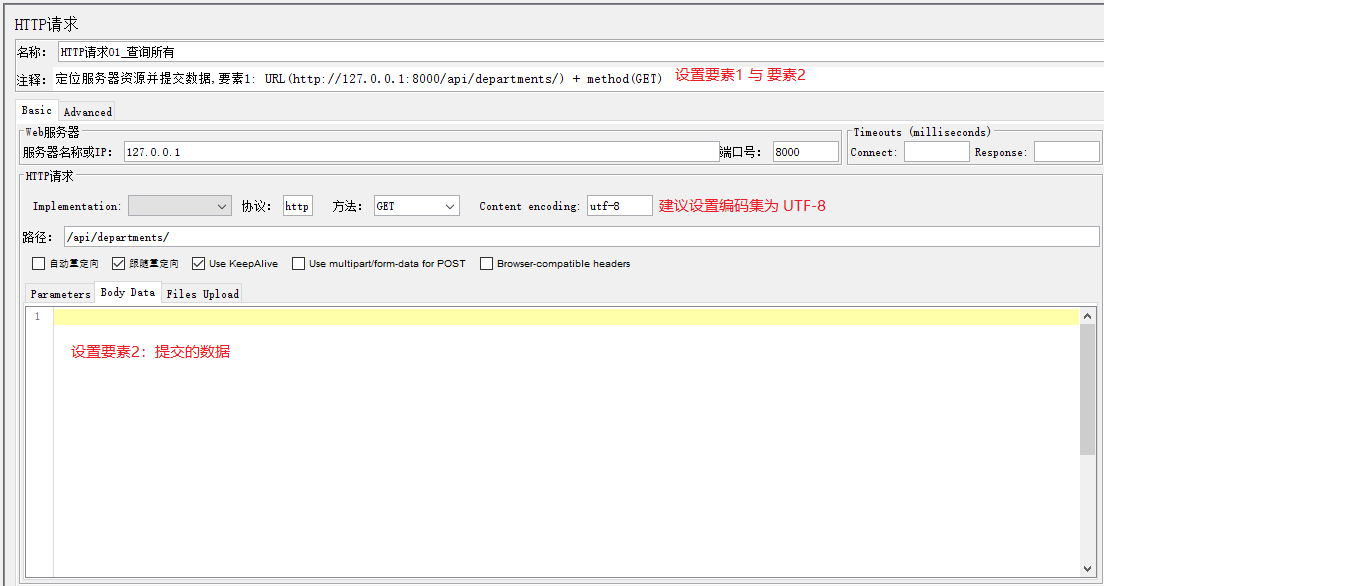 HTTP请求
名称： HTTP请求01_查询所有
注释： 定位服务器资源并提交数据,要素1: URL(http://127.0.0.1:8000/api/departments/) + method(GET) 设置要素1 与 要素2
Basic Advanced
Web服务器 Timeouts (milliseconds)
服务器名称或IP： 127.0.0.1 端口号： 8000 Connect: Response:
HTTP请求
Implementation: 协议： http 方法： GET Content encoding: utf-8 建议设置编码集为 UTF-8
路径： /api/departments/
自动重定向 跟随重定向 Use KeepAlive Use multipart/form-data for POST Browser-compatible headers
Parameters Body Data Files Upload
1
设置要素2：提交的数据